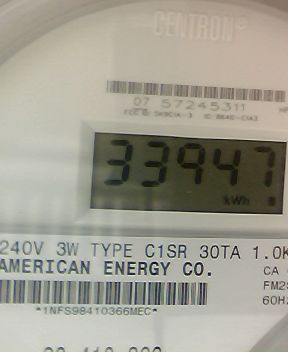 CENTRON®
07 57245311
33947
kWh
240V 3W TYPE C1SR 30TA 1.0K
AMERICAN ENERGY CO.
CA
FM2S
60HZ
*1NFS98410366MEC*